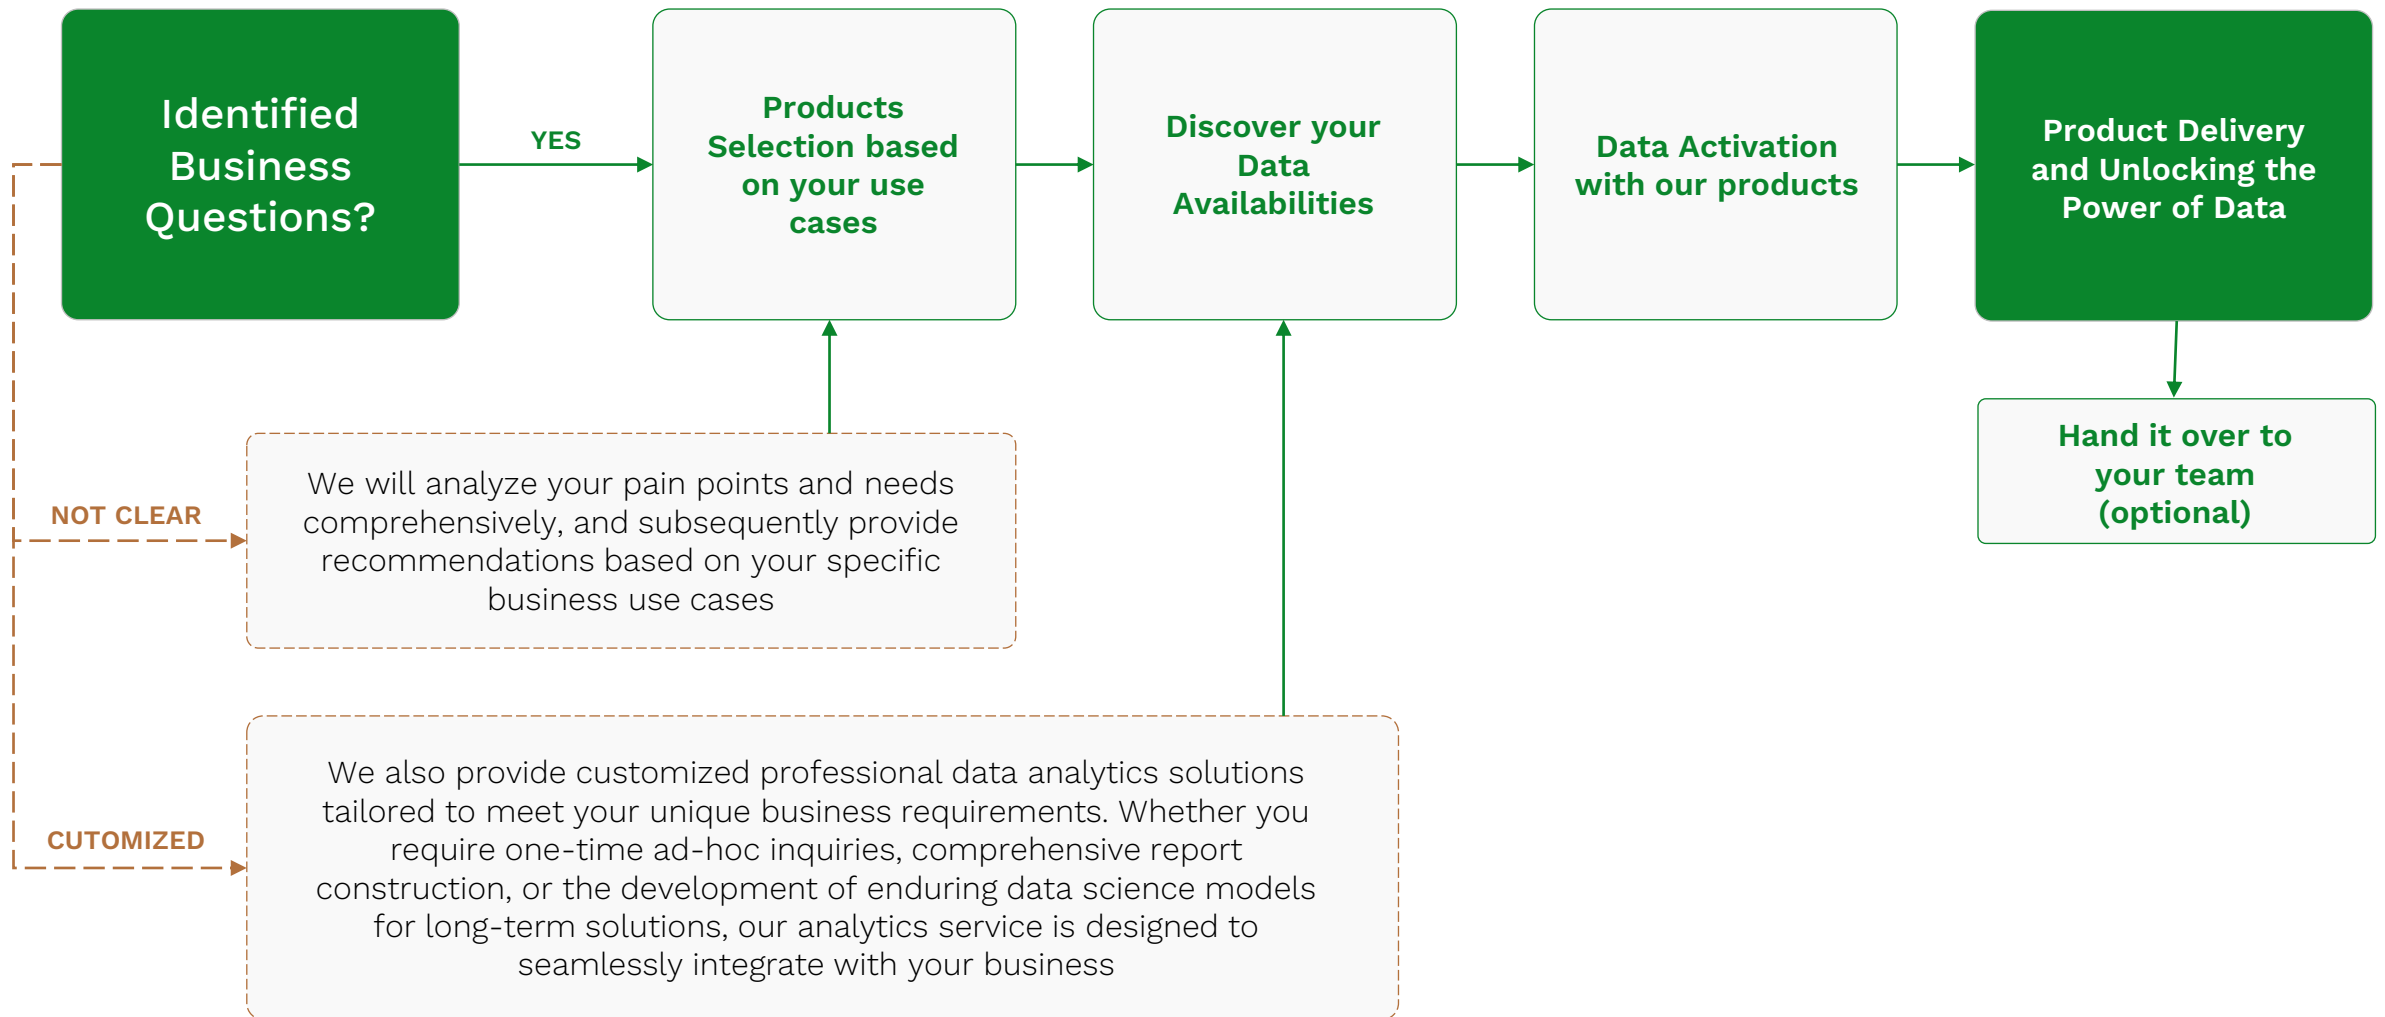 Identified
Business
Questions?
YES
Products
Selection based
on your use
cases
Discover your
Data
Availabilities
Data Activation
with our products
Product Delivery
and Unlocking the
Power of Data
Hand it over to
your team
(optional)
NOT CLEAR
We will analyze your pain points and needs
comprehensively, and subsequently provide
recommendations based on your specific
business use cases
CUTOMIZED
We also provide customized professional data analytics solutions
tailored to meet your unique business requirements. Whether you
require one-time ad-hoc inquiries, comprehensive report
construction, or the development of enduring data science models
for long-term solutions, our analytics service is designed to
seamlessly integrate with your business